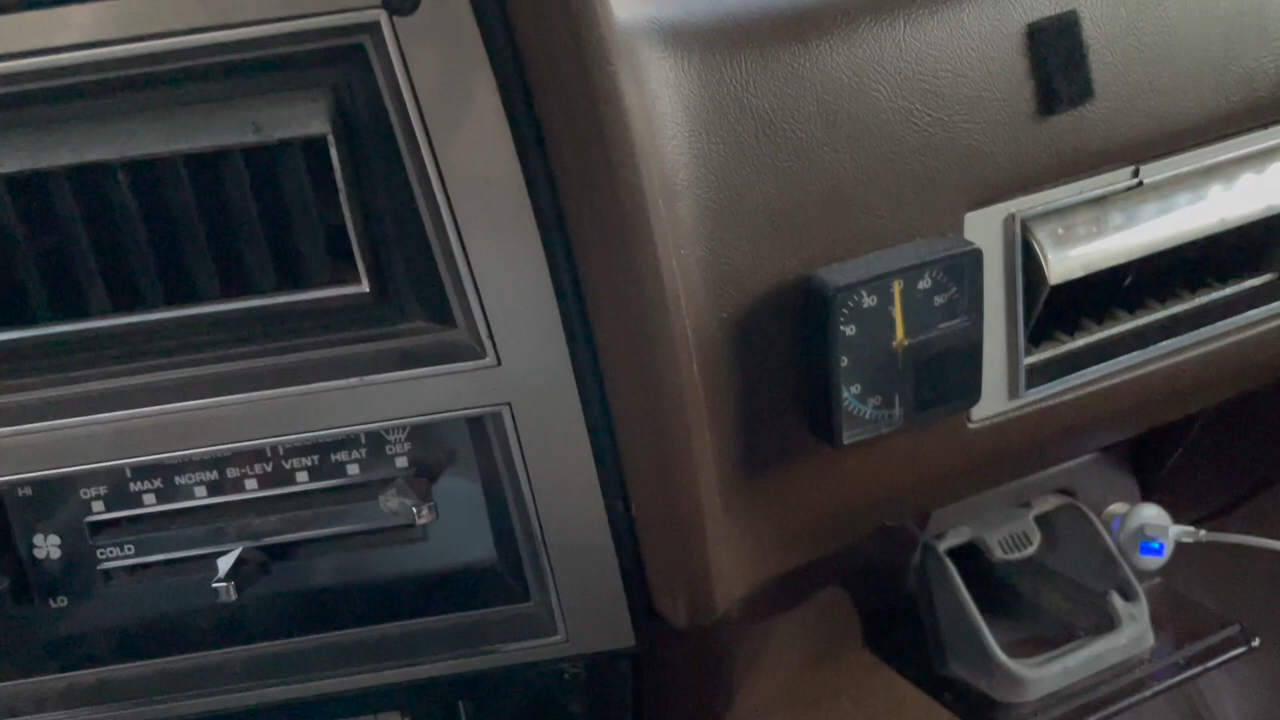 HI
OFF
MAX
NORM
BI-LEV
VENT
HEAT
DEF
COLD
LO
20
30
40
50
10
0
10
20